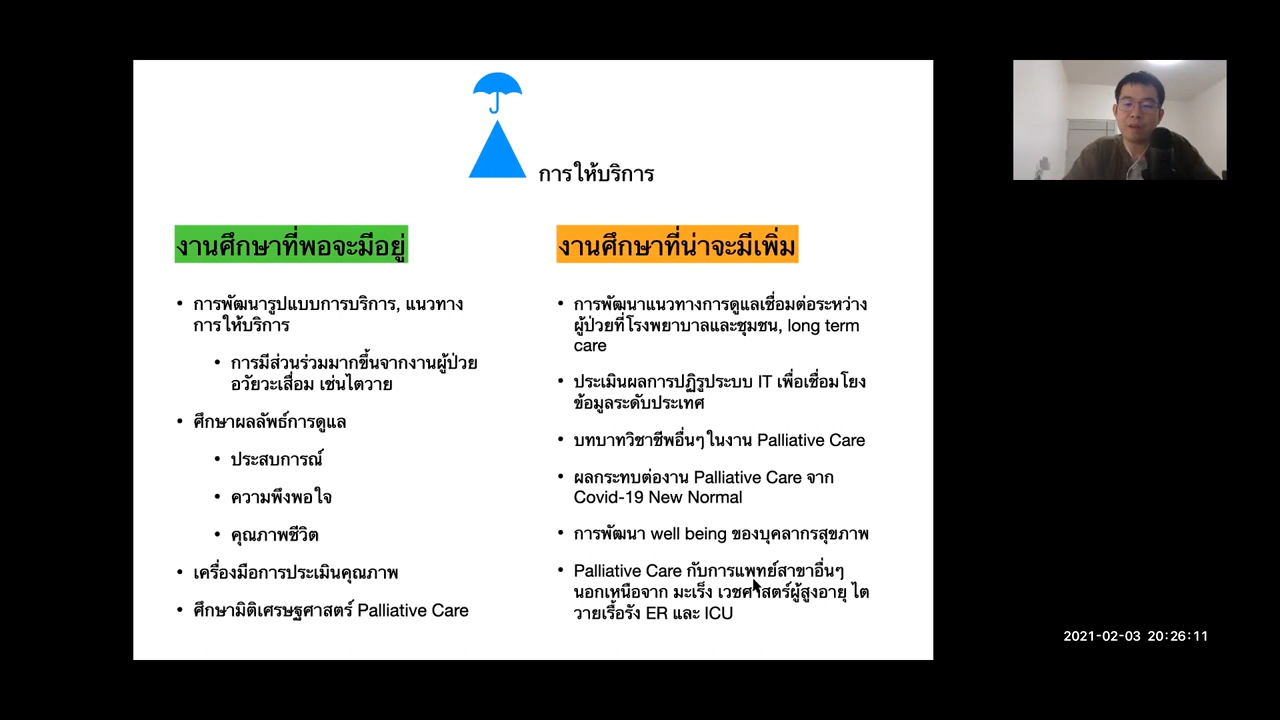 การให้บริการ
งานศึกษาที่พอจะมีอยู่
• การพัฒนารูปแบบการบริการ, แนวทาง
การให้บริการ
• การมีส่วนร่วมมากขึ้นจากงานผู้ป่วย
อวัยวะเสื่อม เช่นไตวาย
• ศึกษาผลลัพธ์การดูแล
• ประสบการณ์
• ความพึงพอใจ
• คุณภาพชีวิต
• เครื่องมือการประเมินคุณภาพ
• ศึกษามิติเศรษฐศาสตร์ Palliative Care
งานศึกษาที่น่าจะมีเพิ่ม
• การพัฒนาแนวทางการดูแลเชื่อมต่อระหว่าง
ผู้ป่วยที่โรงพยาบาลและชุมชน, long term
care
• ประเมินผลการปฏิรูประบบ IT เพื่อเชื่อมโยง
ข้อมูลระดับประเทศ
• บทบาทวิชาชีพอื่นๆ ในงาน Palliative Care
• ผลกระทบต่องาน Palliative Care จาก
Covid-19 New Normal
• การพัฒนา well being ของบุคลากรสุขภาพ
• Palliative Care กับการแพทย์สาขาอื่นๆ
นอกเหนือจาก มะเร็ง เวชศาสตร์ผู้สูงอายุ ไต
วายเรื้อรัง ER และ ICU
2021-02-03 20:26:11